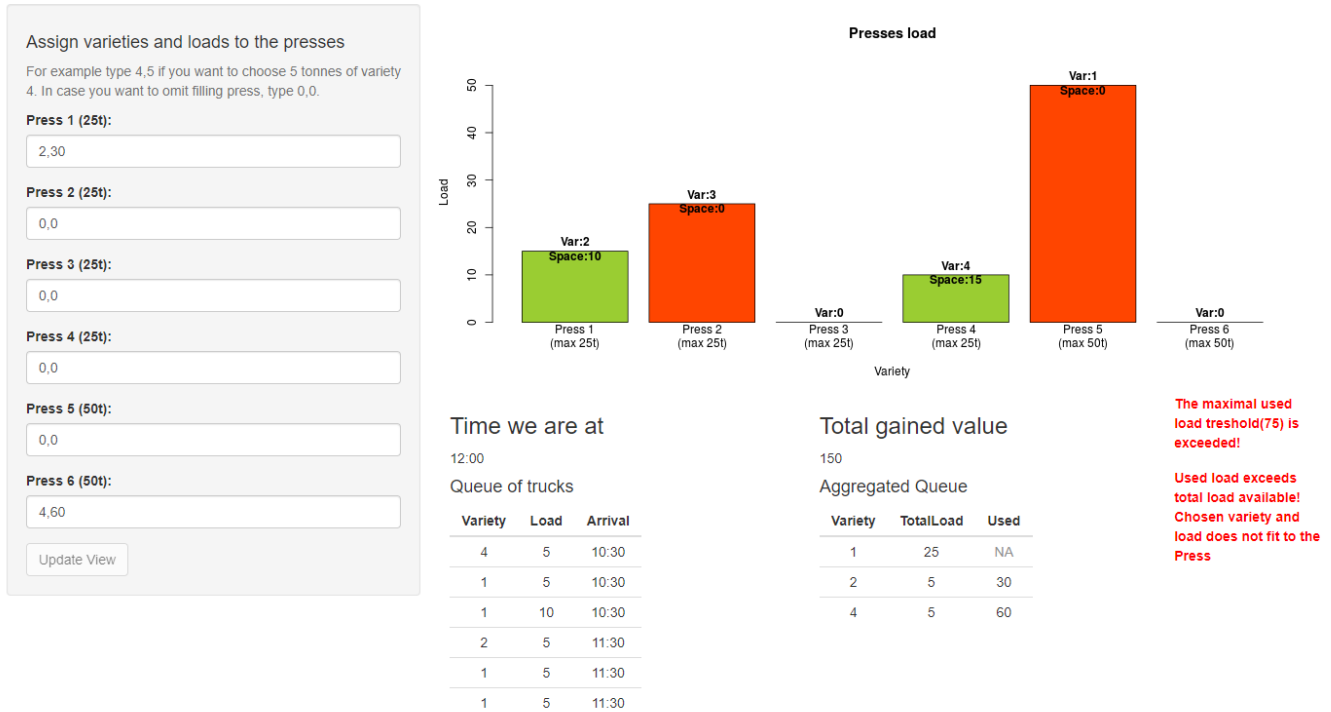 Assign varieties and loads to the presses
For example type 4,5 if you want to choose 5 tonnes of variety
4. In case you want to omit filling press, type 0,0.
Press 1 (25t):
2,30
Press 2 (25t):
0,0
Press 3 (25t):
0,0
Press 4 (25t):
0,0
Press 5 (50t):
0,0
Press 6 (50t):
4,60
Update View
Presses load
Load
0
10
20
30
40
50
Var:2
Space:10
Var:3
Space:0
Var:0
Var:4
Space:15
Var:1
Space:0
Var:0
Press 1 Press 2 Press 3 Press 4 Press 5 Press 6
(max 25t) (max 25t) (max 25t) (max 25t) (max 50t) (max 50t)
Variety
Time we are at
12:00
Queue of trucks
Variety Load Arrival
4 5 10:30
1 5 10:30
1 10 10:30
2 5 11:30
1 5 11:30
1 5 11:30
Total gained value
150
Aggregated Queue
Variety TotalLoad Used
1 25 NA
2 5 30
4 5 60
The maximal used
load treshold(75) is
exceeded!
Used load exceeds
total load available!
Chosen variety and
load does not fit to the
Press